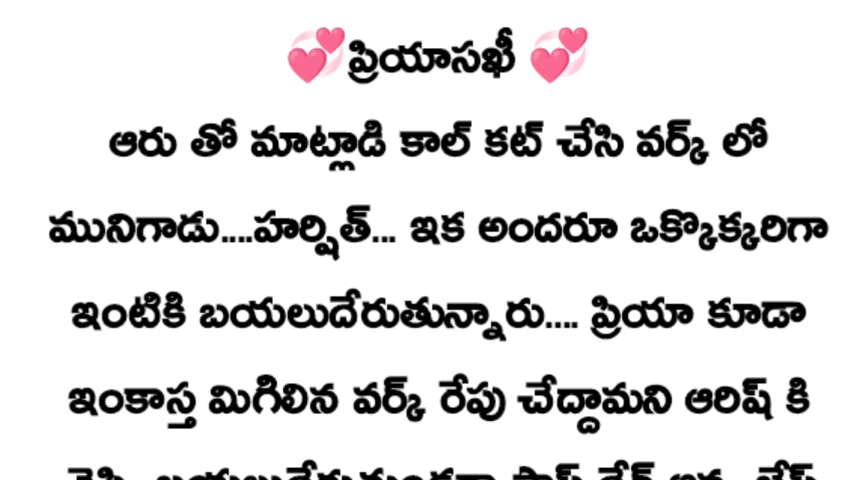 💞ప్రియాసఖీ 💞
ఆరు తో మాట్లాడి కాల్ కట్ చేసి వర్క్ లో
మునిగాడు....హర్షిత్... ఇక అందరూ ఒక్కొక్కరిగా
ఇంటికి బయలుదేరుతున్నారు.... ప్రియా కూడా
ఇంకాస్త మిగిలిన వర్క్ రేపు చేద్దామని ఆరిష్ కి